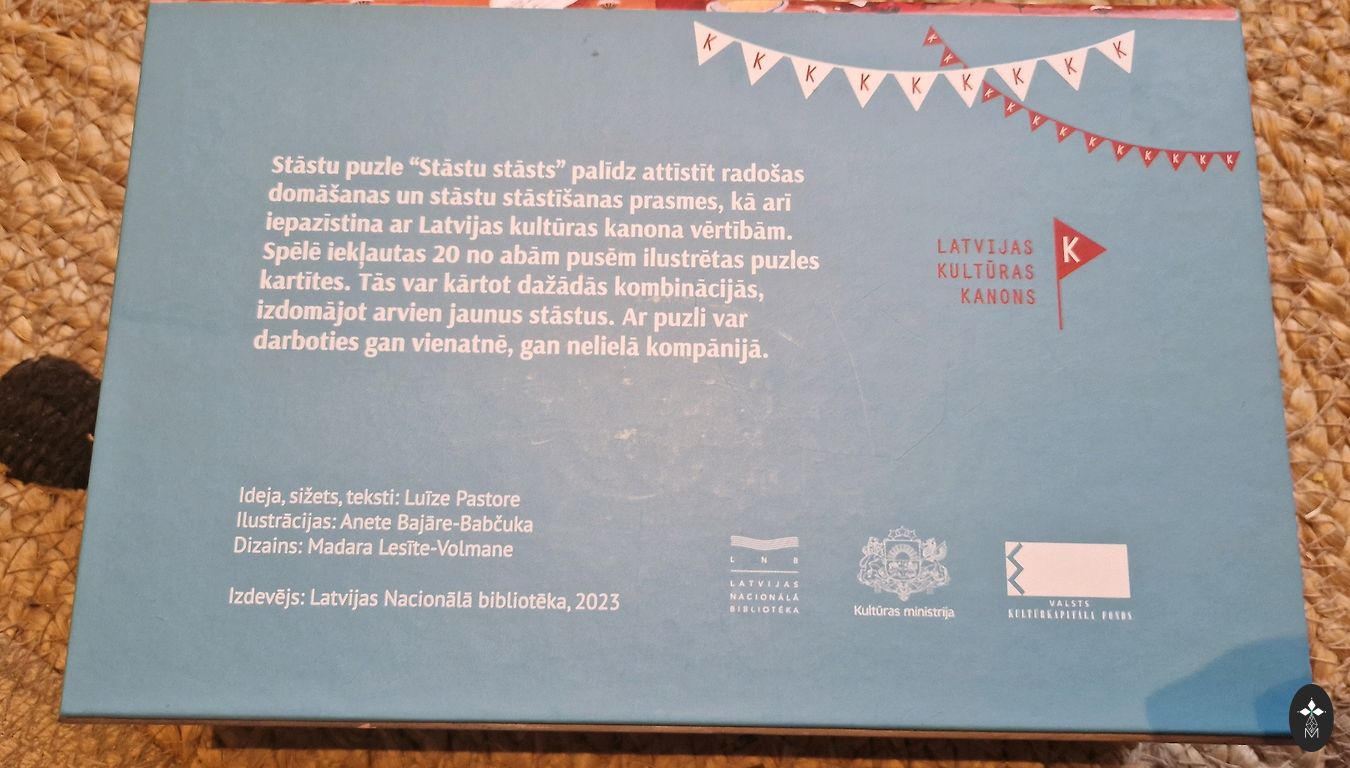 K K K K K K K K K
K K K K K K K K K K K K
Stāstu puzle “Stāstu stāsts” palīdz attīstīt radošas
domāšanas un stāstu stāstīšanas prasmes, kā arī
iepazīstina ar Latvijas kultūras kanona vērtībām.
Spēlē iekļautas 20 no abām pusēm ilustrētas puzles
kartītes. Tās var kārtot dažādās kombinācijās,
izdomājot arvien jaunus stāstus. Ar puzli var
darboties gan vienatnē, gan nelielā kompānijā.
LATVIJAS
KULTŪRAS
KANONS
K
Ideja, sižets, teksti: Luīze Pastore
Ilustrācijas: Anete Bajāre-Babčuka
Dizains: Madara Lesīte-Volmane
Izdevējs: Latvijas Nacionālā bibliotēka, 2023
L N B
LATVIJAS
NACIONĀLĀ
BIBLIOTĒKA
Kultūras ministrija
VALSTS
KULTŪRKAPITĀLA FONDS
M